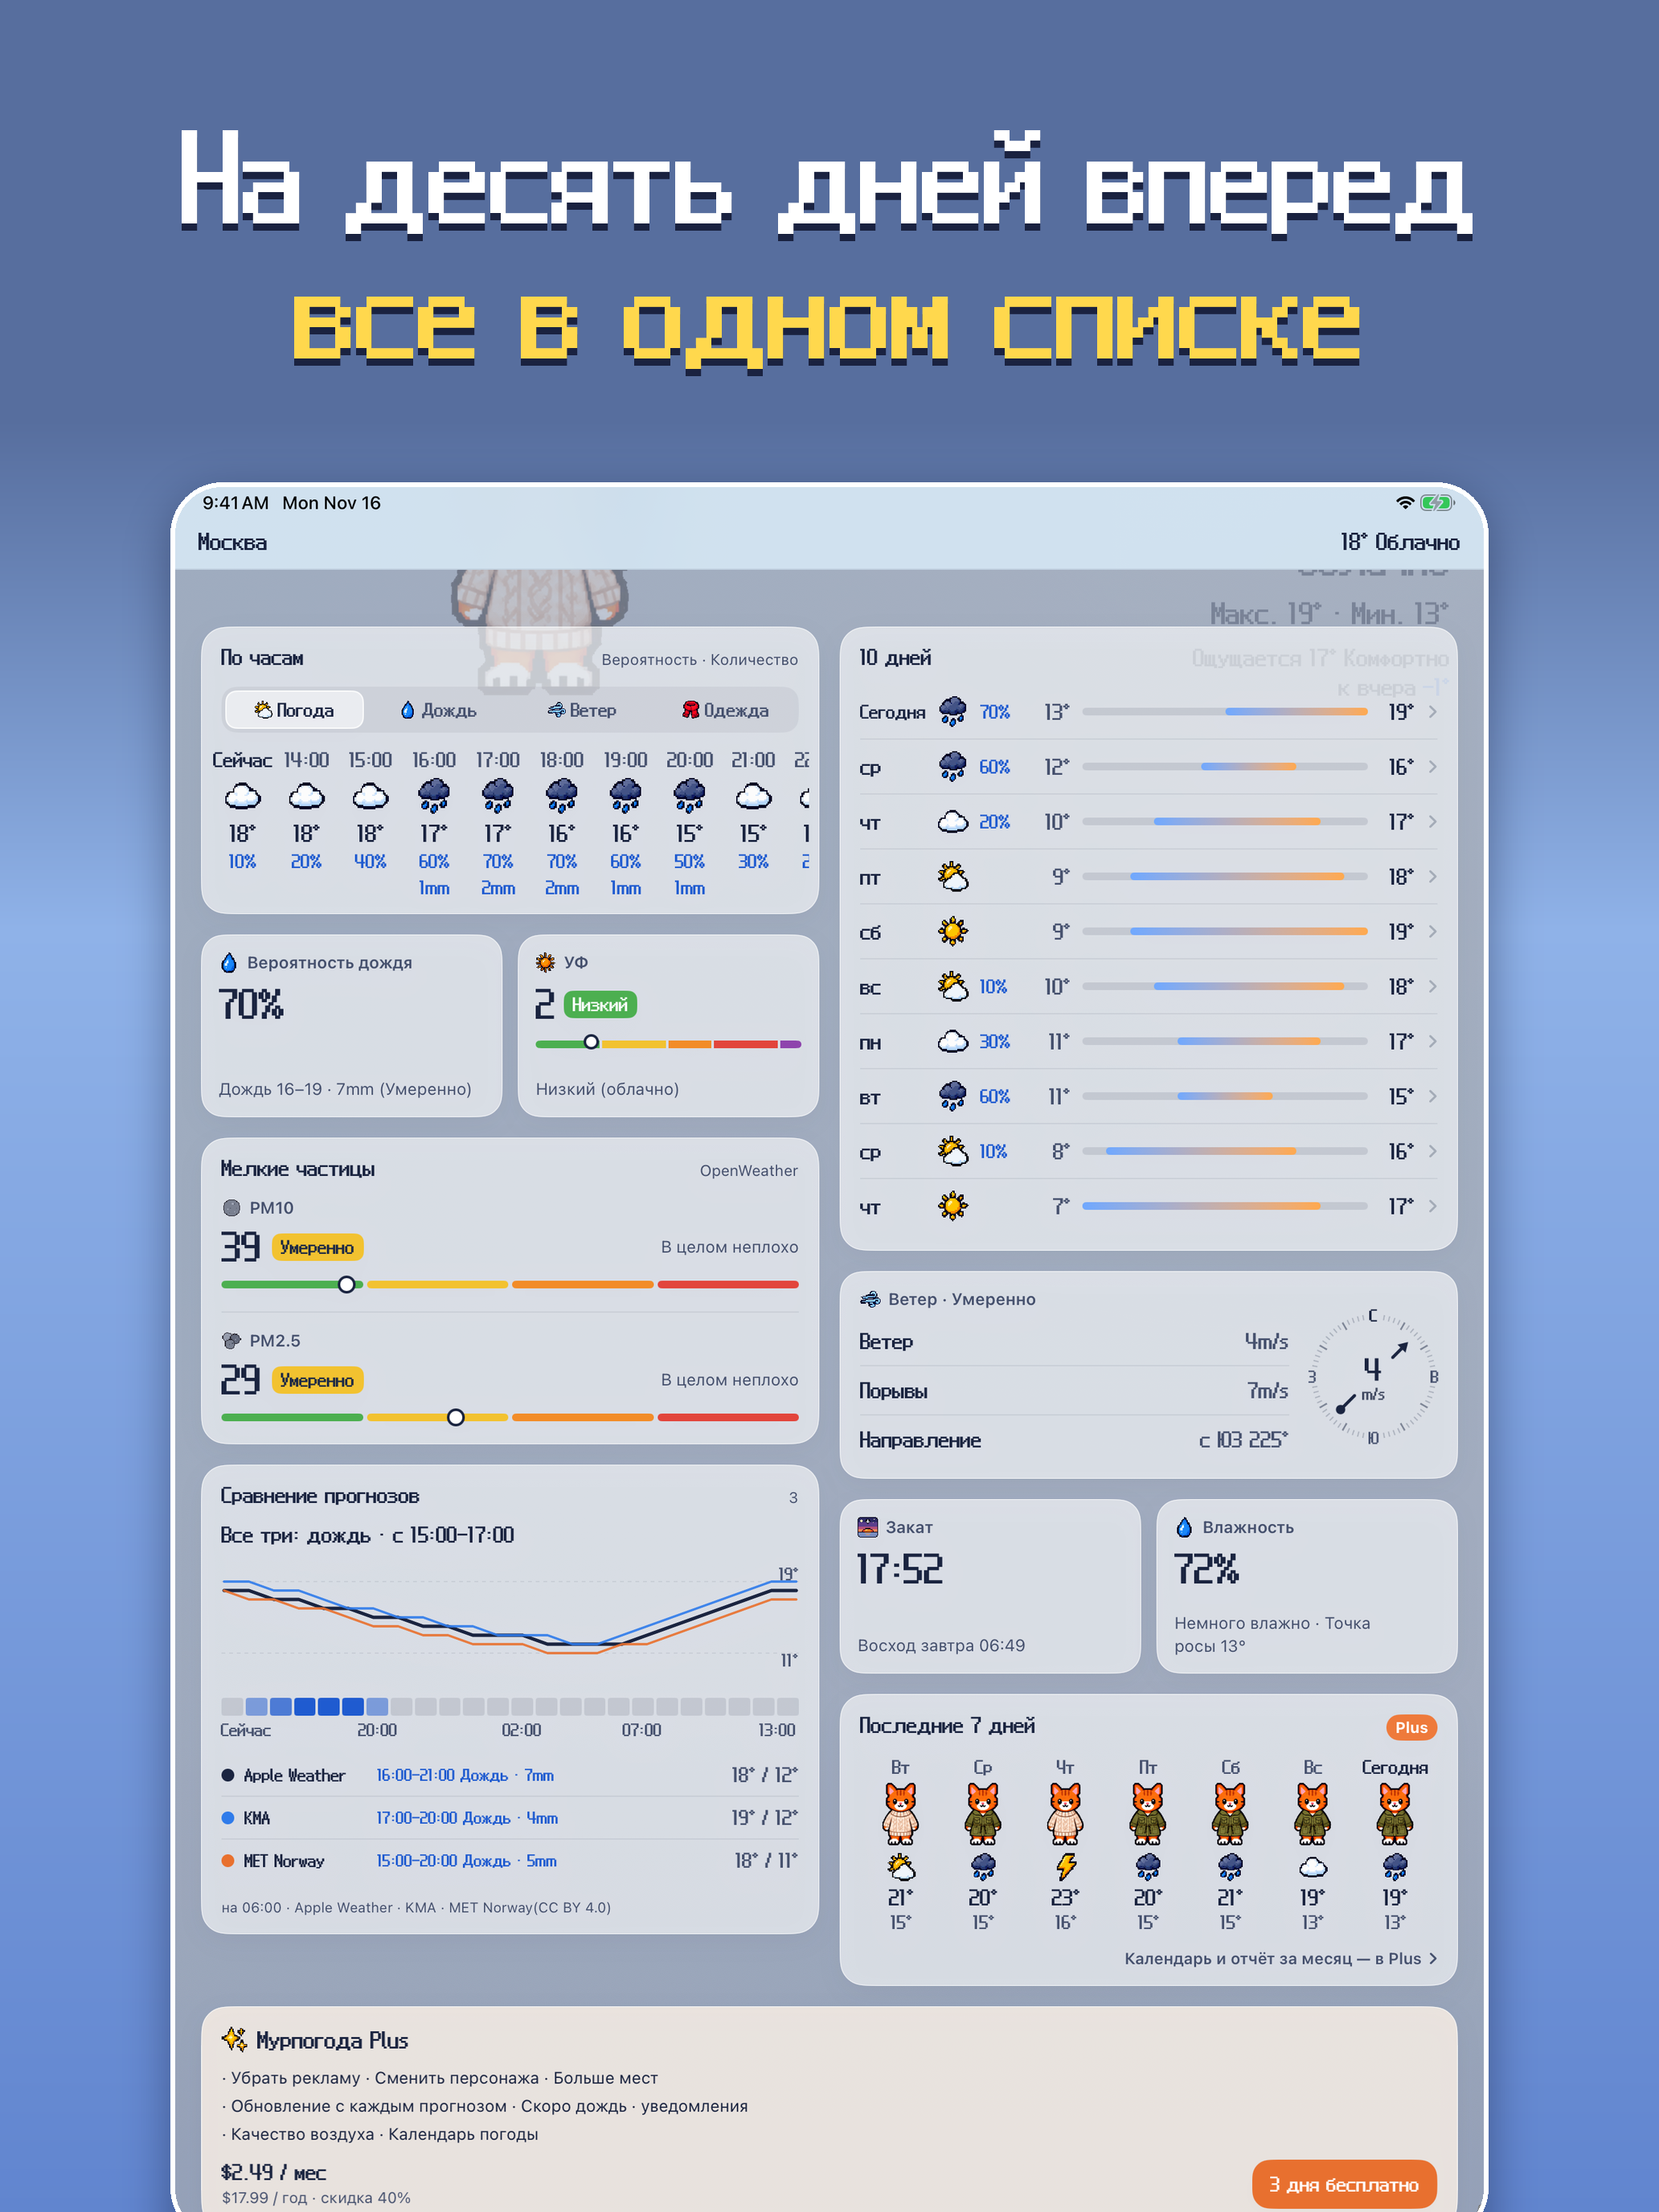 На десять дней вперед
все в одном списке
9:41 AM Mon Nov 16
Москва
18° Облачно
Макс. 19° · Мин. 13°
Ощущается 17° Комфортно
к вчера −1°
По часам
Вероятность · Количество
Погода Дождь Ветер Одежда
Сейчас 14:00 15:00 16:00 17:00 18:00 19:00 20:00 21:00
18° 18° 18° 17° 17° 16° 16° 15° 15°
10% 20% 40% 60% 70% 70% 60% 50% 30%
1mm 2mm 2mm 1mm 1mm
Вероятность дождя
70%
Дождь 16–19 · 7mm (Умеренно)
УФ
2 Низкий
Низкий (облачно)
Мелкие частицы
OpenWeather
PM10
39 Умеренно
В целом неплохо
PM2.5
29 Умеренно
В целом неплохо
Сравнение прогнозов
3
Все три: дождь · с 15:00–17:00
19°
11°
Сейчас 20:00 02:00 07:00 13:00
Apple Weather 16:00–21:00 Дождь · 7mm 18° / 12°
KMA 17:00–20:00 Дождь · 4mm 19° / 12°
MET Norway 15:00–20:00 Дождь · 5mm 18° / 11°
на 06:00 · Apple Weather · KMA · MET Norway(CC BY 4.0)
10 дней
Сегодня 70% 13° 19°
ср 60% 12° 16°
чт 20% 10° 17°
пт 9° 18°
сб 9° 19°
вс 10% 10° 18°
пн 30% 11° 17°
вт 60% 11° 15°
ср 10% 8° 16°
чт 7° 17°
Ветер · Умеренно
Ветер 4m/s
Порывы 7m/s
Направление с ЮЗ 225°
С
З
В
Ю
4
m/s
Закат
17:52
Восход завтра 06:49
Влажность
72%
Немного влажно · Точка
росы 13°
Последние 7 дней
Plus
Вт Ср Чт Пт Сб Вс Сегодня
21° 20° 23° 20° 21° 19° 19°
15° 15° 16° 15° 15° 13° 13°
Календарь и отчёт за месяц — в Plus
Мурпогода Plus
· Убрать рекламу · Сменить персонажа · Больше мест
· Обновление с каждым прогнозом · Скоро дождь · уведомления
· Качество воздуха · Календарь погоды
$2.49 / мес
$17.99 / год · скидка 40%
3 дня бесплатно